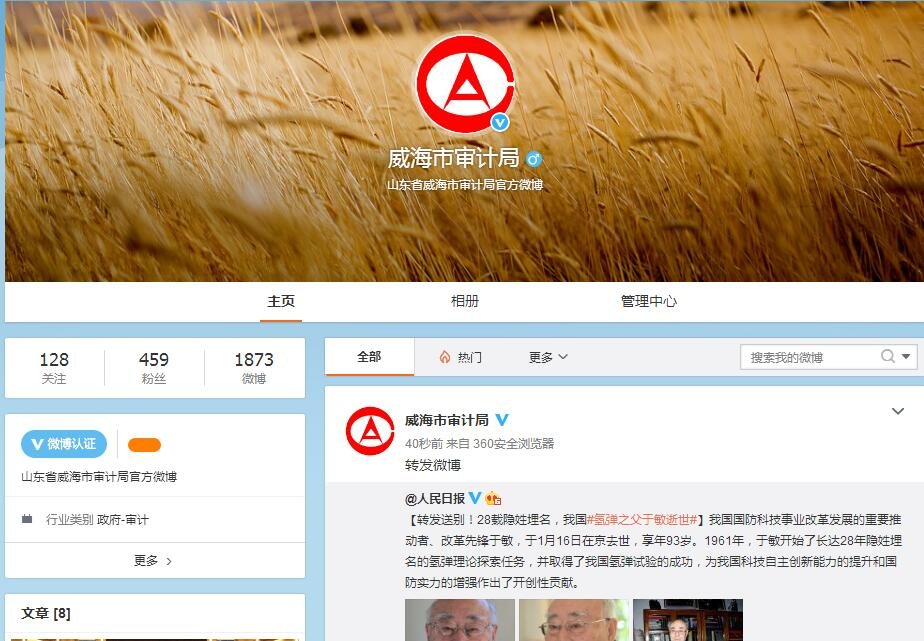 威海市审计局
山东省威海市审计局官方微博
主页 相册 管理中心
128 459 1873
关注 粉丝 微博
全部 热门 更多 搜索我的微博
微博认证
山东省威海市审计局官方微博
行业类别 政府-审计
更多
文章 [8]
威海市审计局
40秒前 来自 360安全浏览器
转发微博
@人民日报
【转发送别！28载隐姓埋名，我国#氢弹之父于敏逝世#】我国国防科技事业改革发展的重要推
动者、改革先锋于敏，于1月16日在京去世，享年93岁。1961年，于敏开始了长达28年隐姓埋
名的氢弹理论探索任务，并取得了我国氢弹试验的成功，为我国科技自主创新能力的提升和国
防实力的增强作出了开创性贡献。